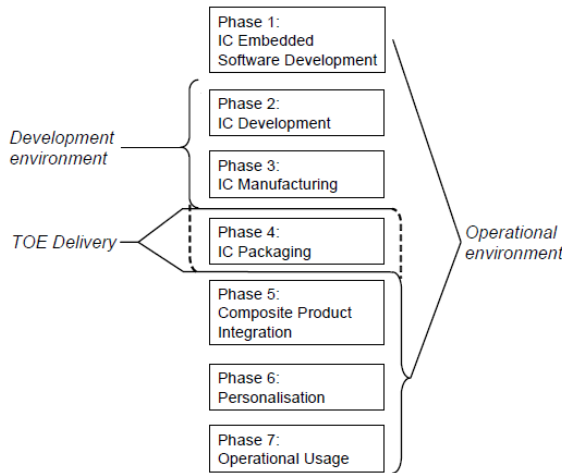 Phase 1:
IC Embedded
Software Development
Phase 2:
IC Development
Development
environment
Phase 3:
IC Manufacturing
TOE Delivery
Phase 4:
IC Packaging
Operational
environment
Phase 5:
Composite Product
Integration
Phase 6:
Personalisation
Phase 7:
Operational Usage